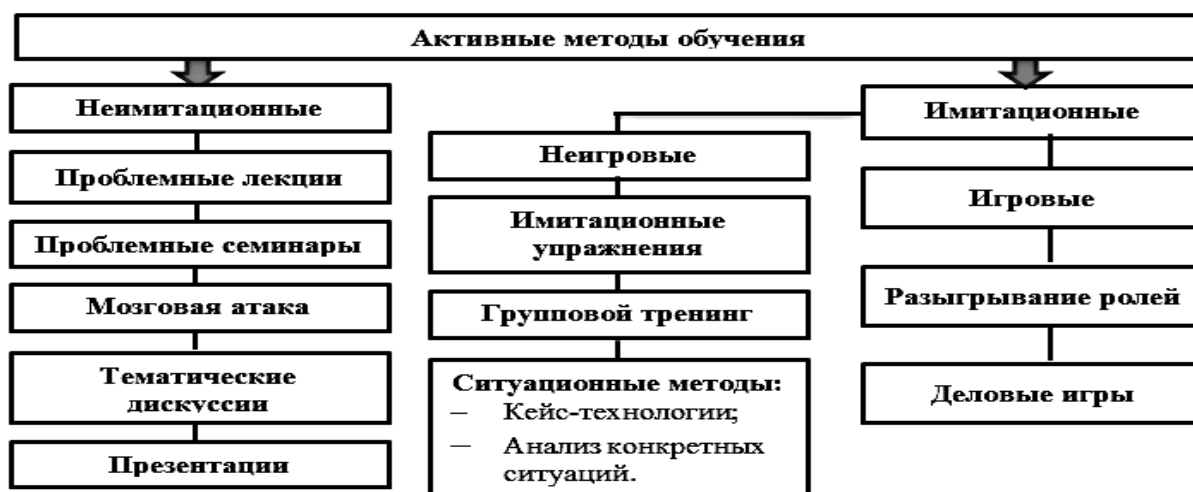 Активные методы обучения
Неимитационные
Проблемные лекции
Проблемные семинары
Мозговая атака
Тематические
дискуссии
Презентации
Неигровые
Имитационные
упражнения
Групповой тренинг
Ситуационные методы:
– Кейс-технологии;
– Анализ конкретных
ситуаций.
Имитационные
Игровые
Разыгрывание ролей
Деловые игры